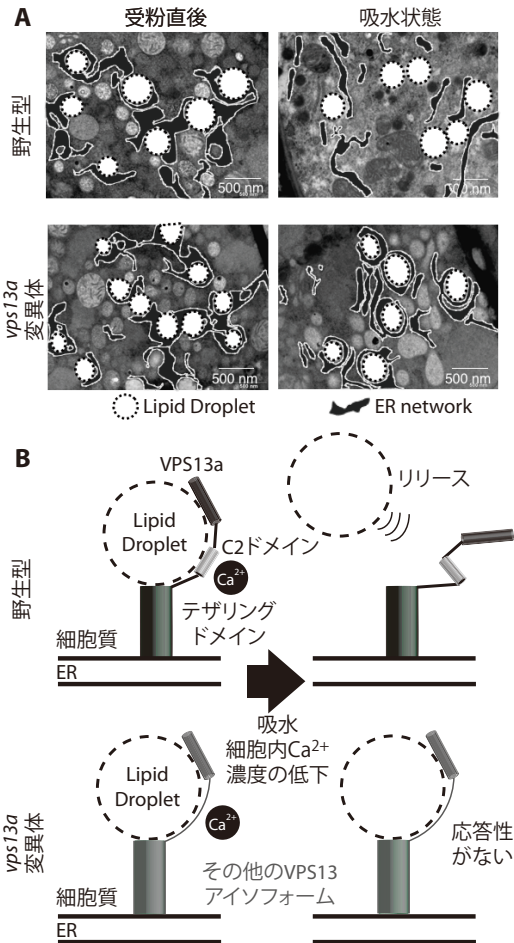 A
受粉直後
吸水状態
野生型
500 nm
500 nm
vps13a
変異体
500 nm
500 nm
Lipid Droplet
ER network
B
野生型
VPS13a
Lipid
Droplet
C2ドメイン
Ca²⁺
テザリング
ドメイン
細胞質
ER
リリース
吸水
細胞内Ca²⁺
濃度の低下
vps13a
変異体
Lipid
Droplet
Ca²⁺
その他のVPS13
アイソフォーム
細胞質
ER
応答性
がない